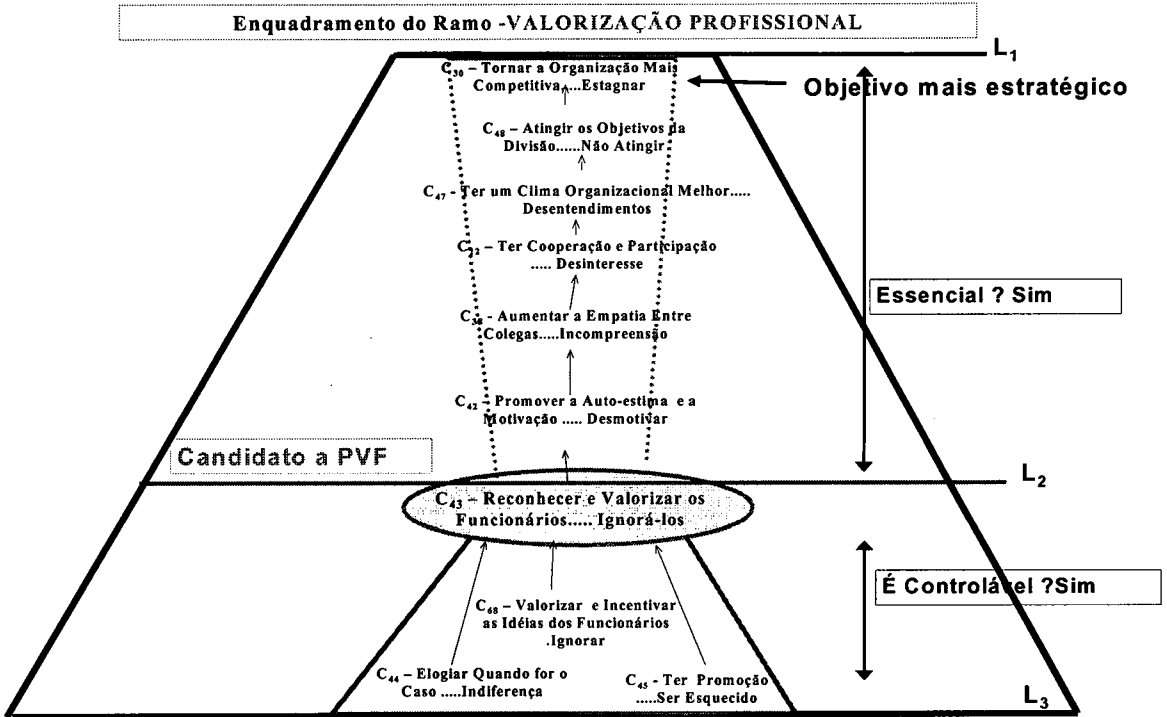 Enquadramento do Ramo -VALORIZAÇÃO PROFISSIONAL
L1
C30 – Tornar a Organização Mais
Competitiva.....Estagnar
Objetivo mais estratégico
C48 – Atingir os Objetivos da
Divisão......Não Atingir
C47 - Ter um Clima Organizacional Melhor.....
Desentendimentos
C22 – Ter Cooperação e Participação
..... Desinteresse
Essencial ? Sim
- Aumentar a Empatia Entre
Colegas.....Incompreensão
C42 – Promover a Auto-estima e a
Motivação ..... Desmotivar
Candidato a PVF
L2
C43 – Reconhecer e Valorizar os
Funcionários..... Ignorá-los
É Controlável ?Sim
C68 – Valorizar e Incentivar
as Idéias dos Funcionários
.Ignorar
C44 – Elogiar Quando for o
Caso .....Indiferença
C45 - Ter Promoção
.....Ser Esquecido
L3